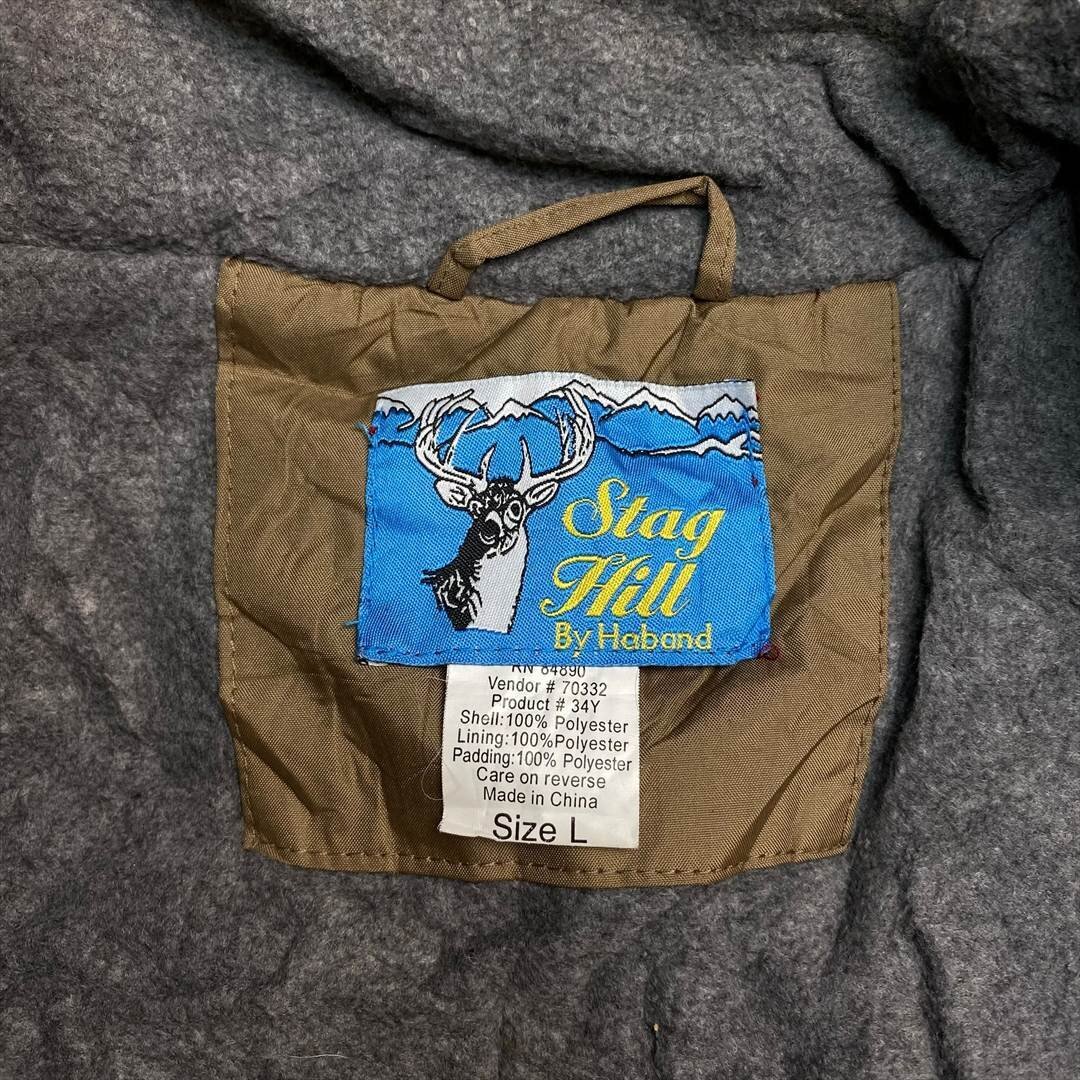 Stag
Hill
By Haband
RN 84890
Vendor # 70332
Product # 34Y
Shell:100% Polyester
Lining:100%Polyester
Padding:100% Polyester
Care on reverse
Made in China
Size L